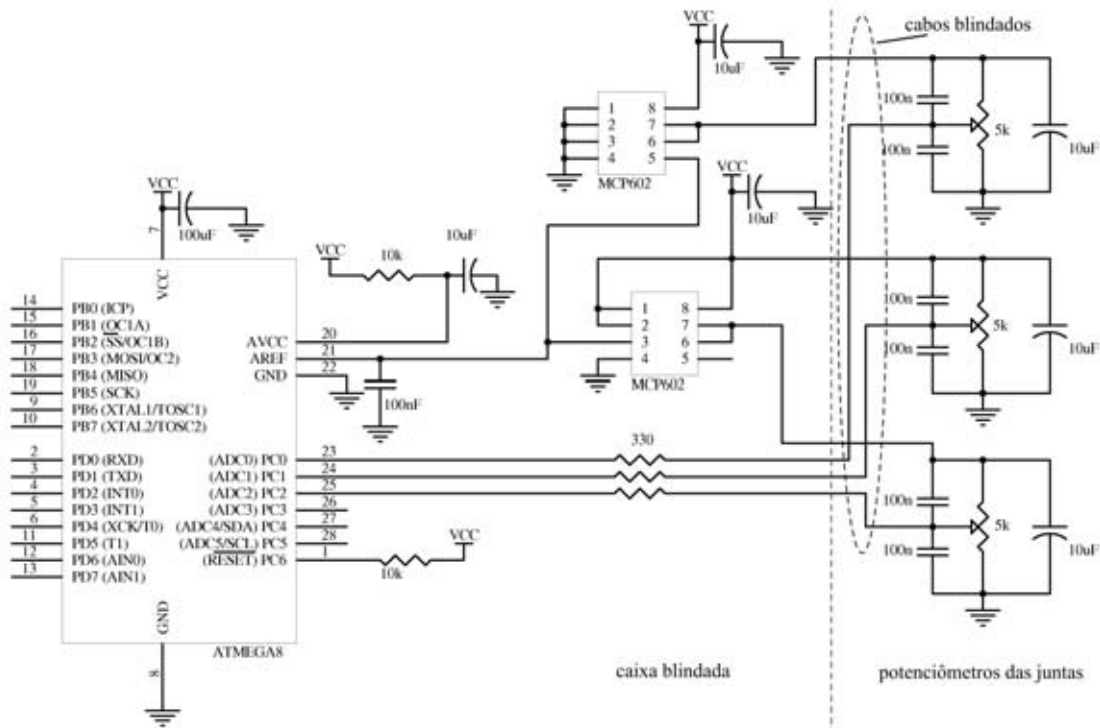 cabos blindados
VCC
10uF
1 8
2 7
3 6
4 5
MCP602
100n
5k
100n
10uF
VCC
100uF
7
VCC
VCC
10k
10uF
VCC
10uF
1 8
2 7
3 6
4 5
MCP602
100n
5k
100n
10uF
14 PB0 (ICP)
15 PB1 (OC1A)
16 PB2 (SS/OC1B)
17 PB3 (MOSI/OC2)
18 PB4 (MISO)
19 PB5 (SCK)
9 PB6 (XTAL1/TOSC1)
10 PB7 (XTAL2/TOSC2)
AVCC 20
AREF 21
GND 22
100nF
2 PD0 (RXD)
3 PD1 (TXD)
4 PD2 (INT0)
5 PD3 (INT1)
6 PD4 (XCK/T0)
11 PD5 (T1)
12 PD6 (AIN0)
13 PD7 (AIN1)
(ADC0) PC0 23
(ADC1) PC1 24
(ADC2) PC2 25
(ADC3) PC3 26
(ADC4/SDA) PC4 27
(ADC5/SCL) PC5 28
(RESET) PC6 1
330
VCC
10k
100n
5k
100n
10uF
GND
8
ATMEGA8
caixa blindada
potenciômetros das juntas